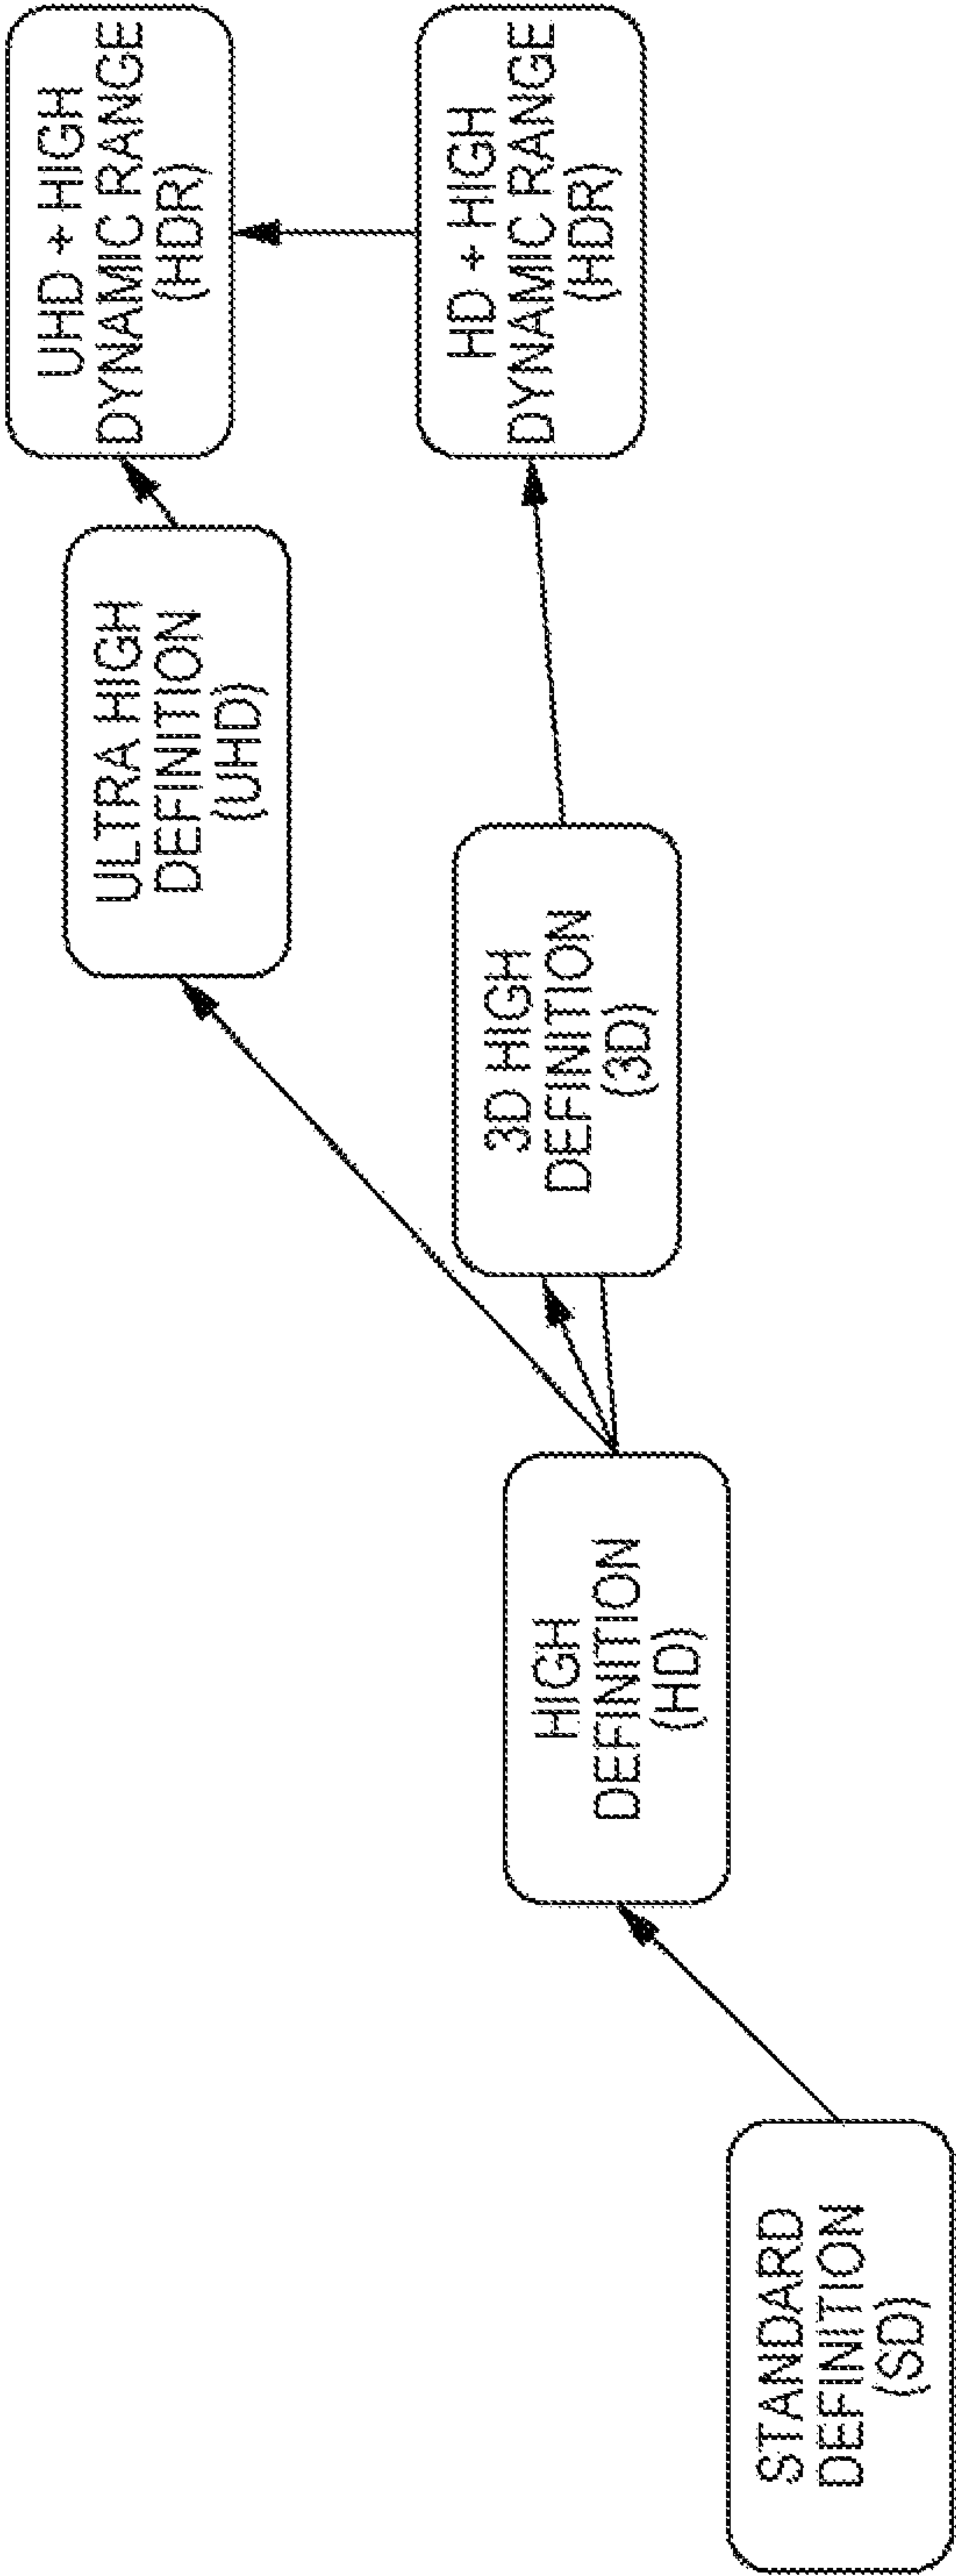 STANDARD
DEFINITION
(SD)
HIGH
DEFINITION
(HD)
3D HIGH
DEFINITION
(3D)
ULTRA HIGH
DEFINITION
(UHD)
UHD + HIGH
DYNAMIC RANGE
(HDR)
HD + HIGH
DYNAMIC RANGE
(HDR)